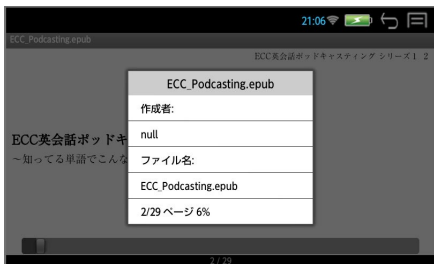 21:06
ECC_Podcasting.epub
ECC英会話ポッドキャスティング シリーズ1 2
ECC_Podcasting.epub
作成者:
null
ECC英会話ポッドキ
ファイル名:
~知ってる単語でこんな
ECC_Podcasting.epub
2/29 ページ 6%
2 / 29